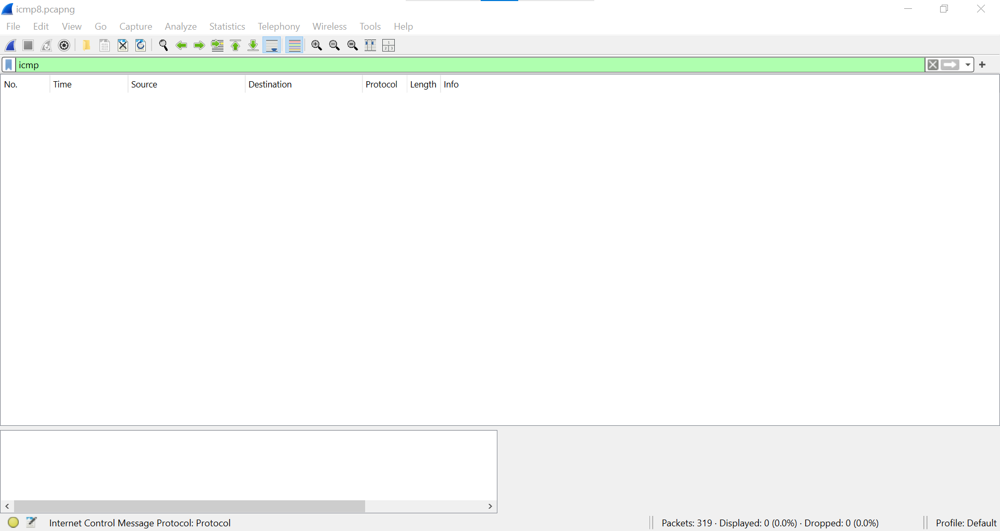 icmp8.pcapng
File Edit View Go Capture Analyze Statistics Telephony Wireless Tools Help
icmp
No. Time Source Destination Protocol Length Info
Internet Control Message Protocol: Protocol Packets: 319 · Displayed: 0 (0.0%) · Dropped: 0 (0.0%) Profile: Default